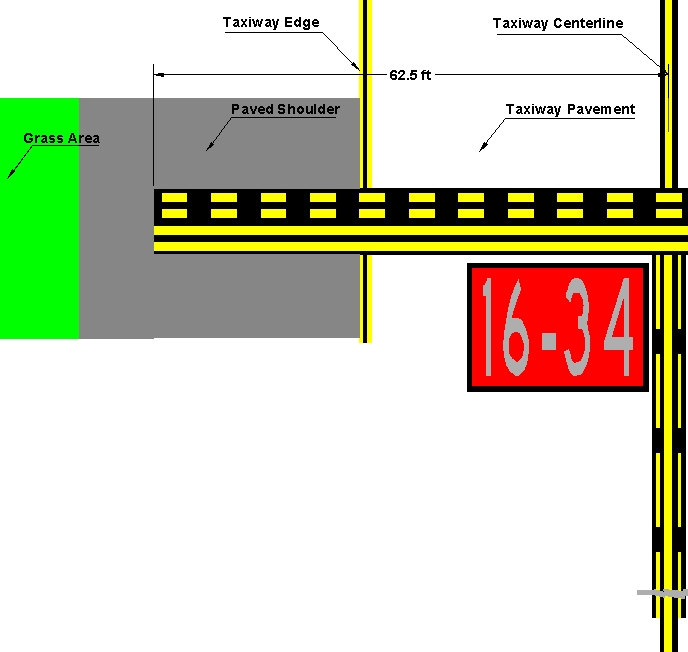 Taxiway Edge
Taxiway Centerline
62.5 ft
Paved Shoulder
Taxiway Pavement
Grass Area
16-34